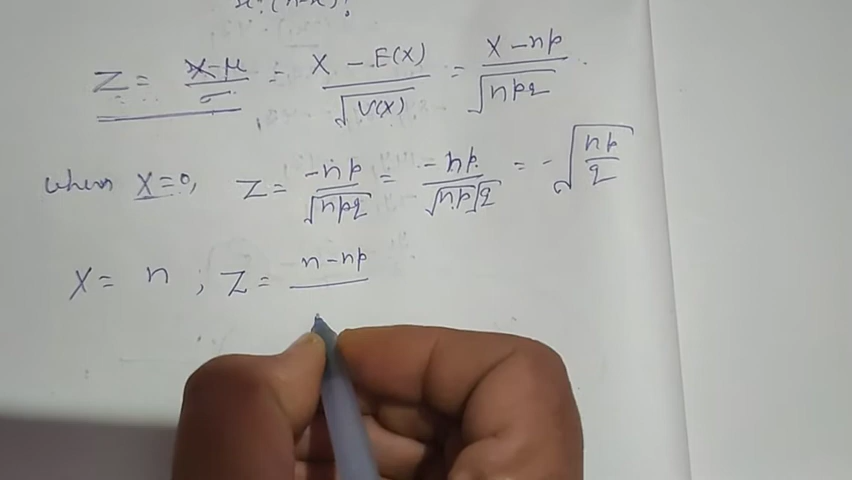 x! (n-x)!
Z = x-μ/σ = X - E(X)/√V(X) = X - np/√npq .
when X=0, Z = -np/√npq = -np/√np√q = -√np/q
X = n ; Z = n - np